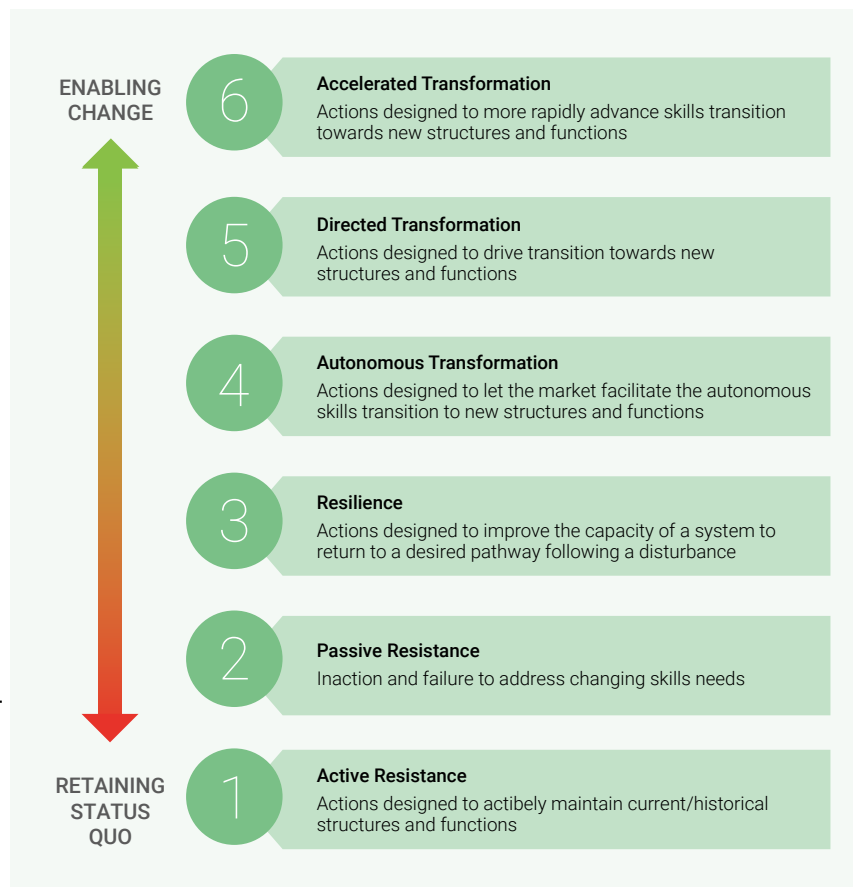 ENABLING
CHANGE
6
Accelerated Transformation
Actions designed to more rapidly advance skills transition
towards new structures and functions
5
Directed Transformation
Actions designed to drive transition towards new
structures and functions
4
Autonomous Transformation
Actions designed to let the market facilitate the autonomous
skills transition to new structures and functions
3
Resilience
Actions designed to improve the capacity of a system to
return to a desired pathway following a disturbance
2
Passive Resistance
Inaction and failure to address changing skills needs
RETAINING
STATUS
QUO
1
Active Resistance
Actions designed to actibely maintain current/historical
structures and functions